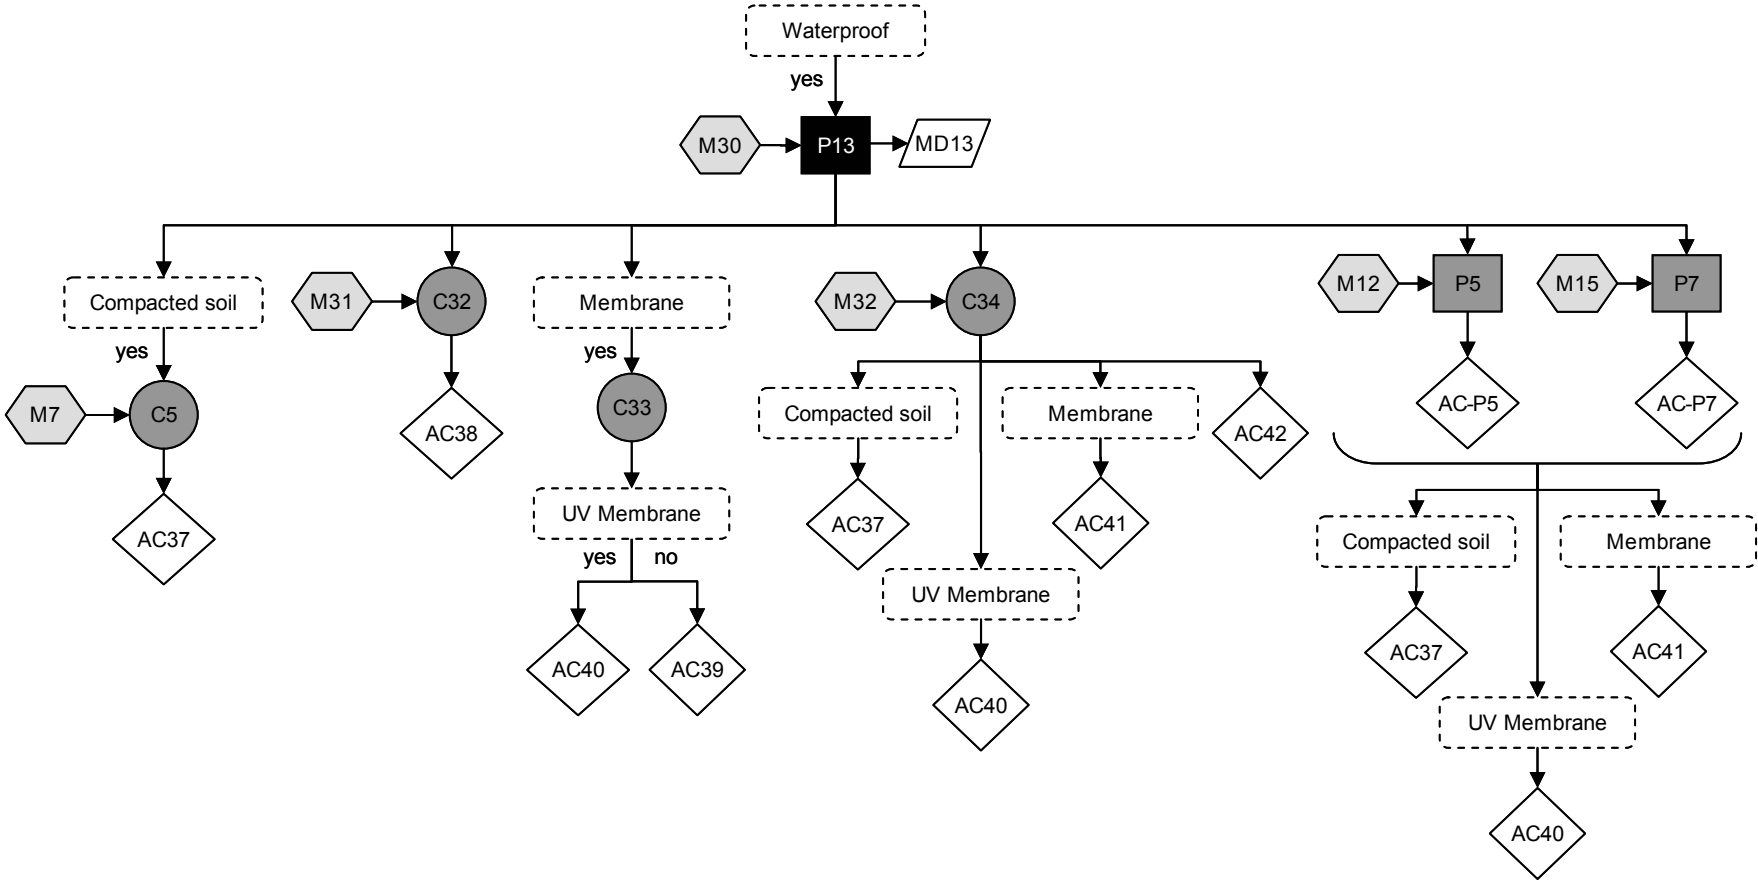 Waterproof
yes
M30
P13
MD13
Compacted soil
yes
M7
C5
AC37
M31
C32
AC38
Membrane
yes
C33
UV Membrane
yes
no
AC40
AC39
M32
C34
Compacted soil
AC37
UV Membrane
AC40
Membrane
AC41
AC42
M12
P5
AC-P5
M15
P7
AC-P7
Compacted soil
AC37
UV Membrane
AC40
Membrane
AC41